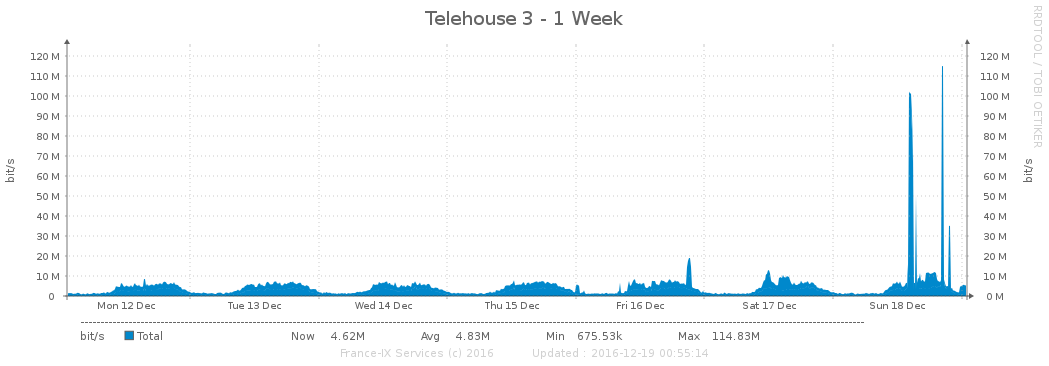 Telehouse 3 - 1 Week
RRDTOOL / TOBI OETIKER
bit/s
120 M
110 M
100 M
90 M
80 M
70 M
60 M
50 M
40 M
30 M
20 M
10 M
0
120 M
110 M
100 M
90 M
80 M
70 M
60 M
50 M
40 M
30 M
20 M
10 M
0 M
bit/s
Mon 12 Dec Tue 13 Dec Wed 14 Dec Thu 15 Dec Fri 16 Dec Sat 17 Dec Sun 18 Dec
bit/s Total Now 4.62M Avg 4.83M Min 675.53k Max 114.83M
France-IX Services (c) 2016 Updated : 2016-12-19 00:55:14